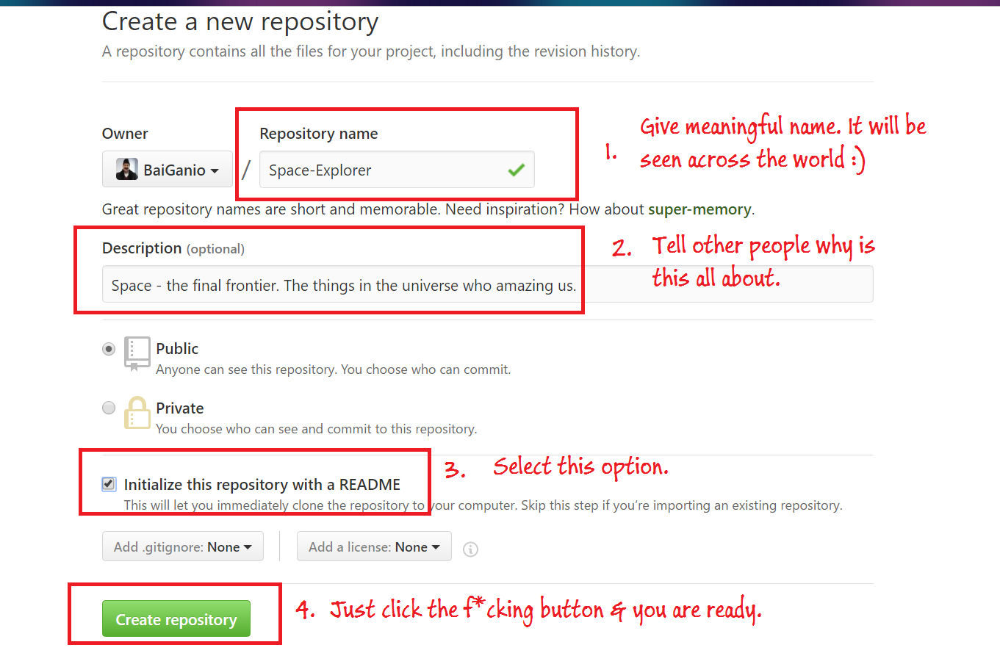 Create a new repository
A repository contains all the files for your project, including the revision history.
Owner
Repository name
BaiGanio
/
Space-Explorer
1. Give meaningful name. It will be
seen across the world :)
Great repository names are short and memorable. Need inspiration? How about super-memory.
Description (optional)
Space - the final frontier. The things in the universe who amazing us.
2. Tell other people why is
this all about.
Public
Anyone can see this repository. You choose who can commit.
Private
You choose who can see and commit to this repository.
Initialize this repository with a README
This will let you immediately clone the repository to your computer. Skip this step if you’re importing an existing repository.
3. Select this option.
Add .gitignore: None
Add a license: None
Create repository
4. Just click the f*cking button & you are ready.